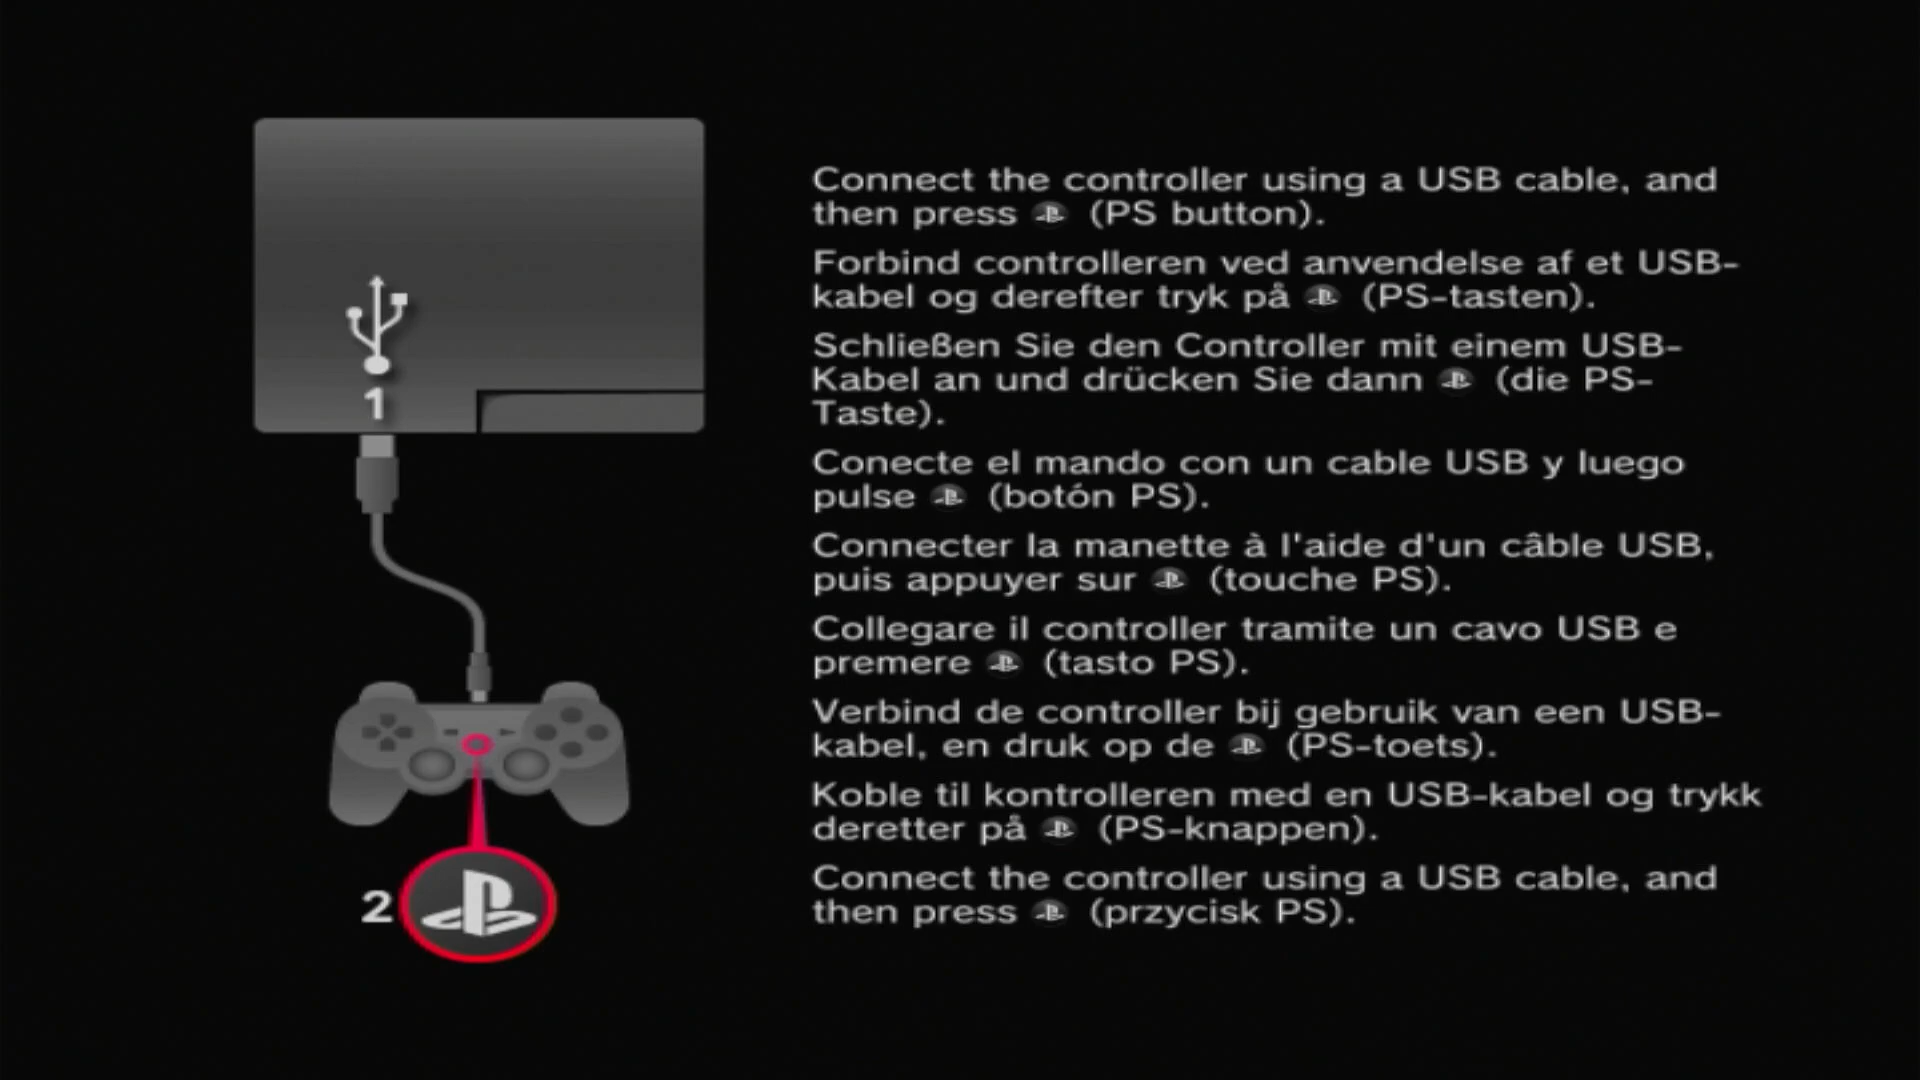 1
2
Connect the controller using a USB cable, and
then press (PS button).
Forbind controlleren ved anvendelse af et USB-
kabel og derefter tryk på (PS-tasten).
Schließen Sie den Controller mit einem USB-
Kabel an und drücken Sie dann (die PS-
Taste).
Conecte el mando con un cable USB y luego
pulse (botón PS).
Connecter la manette à l'aide d'un câble USB,
puis appuyer sur (touche PS).
Collegare il controller tramite un cavo USB e
premere (tasto PS).
Verbind de controller bij gebruik van een USB-
kabel, en druk op de (PS-toets).
Koble til kontrolleren med en USB-kabel og trykk
deretter på (PS-knappen).
Connect the controller using a USB cable, and
then press (przycisk PS).